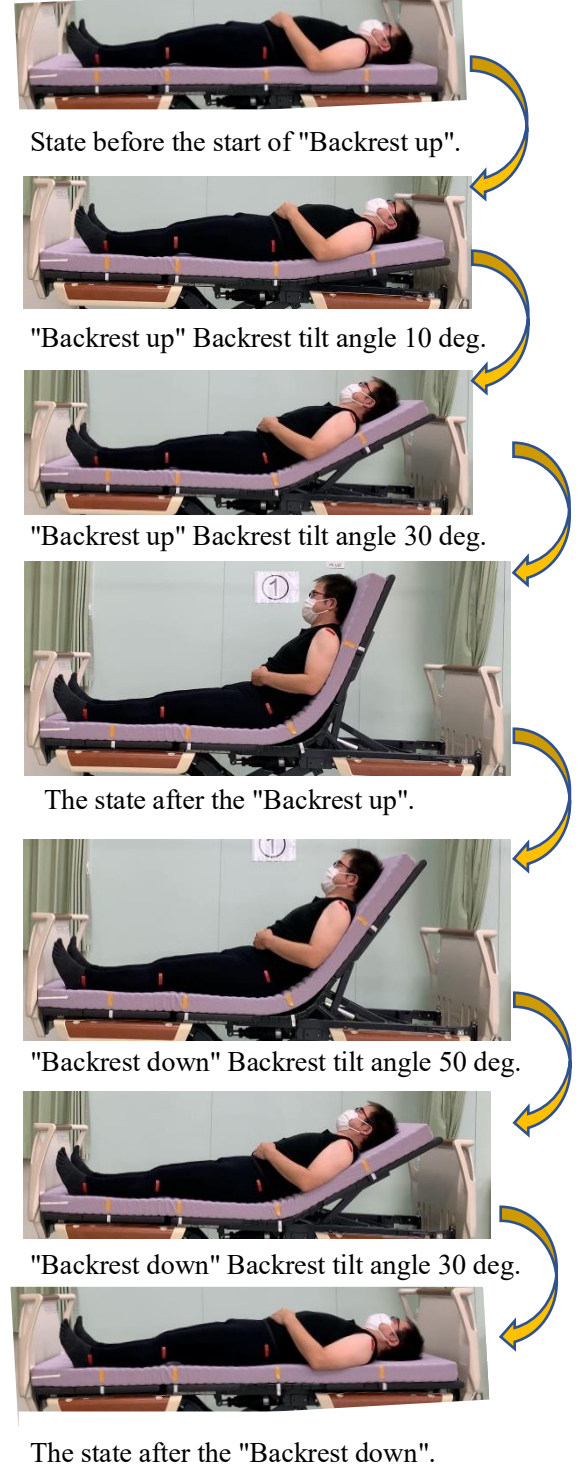 State before the start of "Backrest up".
"Backrest up" Backrest tilt angle 10 deg.
"Backrest up" Backrest tilt angle 30 deg.
①
The state after the "Backrest up".
①
"Backrest down" Backrest tilt angle 50 deg.
"Backrest down" Backrest tilt angle 30 deg.
The state after the "Backrest down".